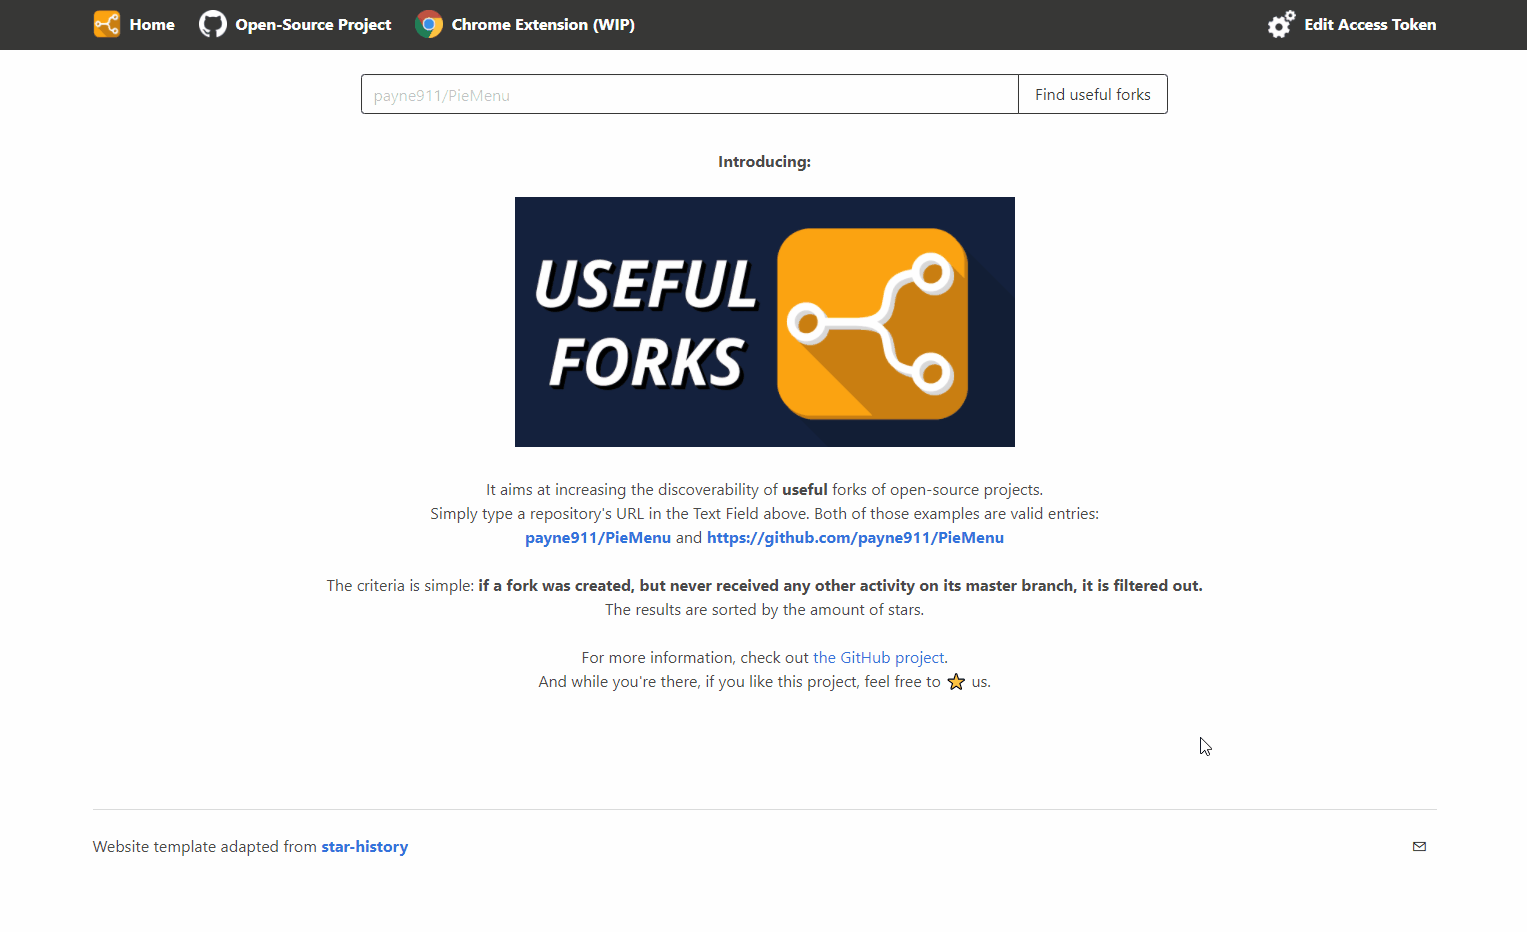 Home Open-Source Project Chrome Extension (WIP) Edit Access Token
payne911/PieMenu Find useful forks
Introducing:
USEFUL
FORKS
It aims at increasing the discoverability of useful forks of open-source projects.
Simply type a repository's URL in the Text Field above. Both of those examples are valid entries:
payne911/PieMenu and https://github.com/payne911/PieMenu
The criteria is simple: if a fork was created, but never received any other activity on its master branch, it is filtered out.
The results are sorted by the amount of stars.
For more information, check out the GitHub project.
And while you're there, if you like this project, feel free to ⭐ us.
Website template adapted from star-history